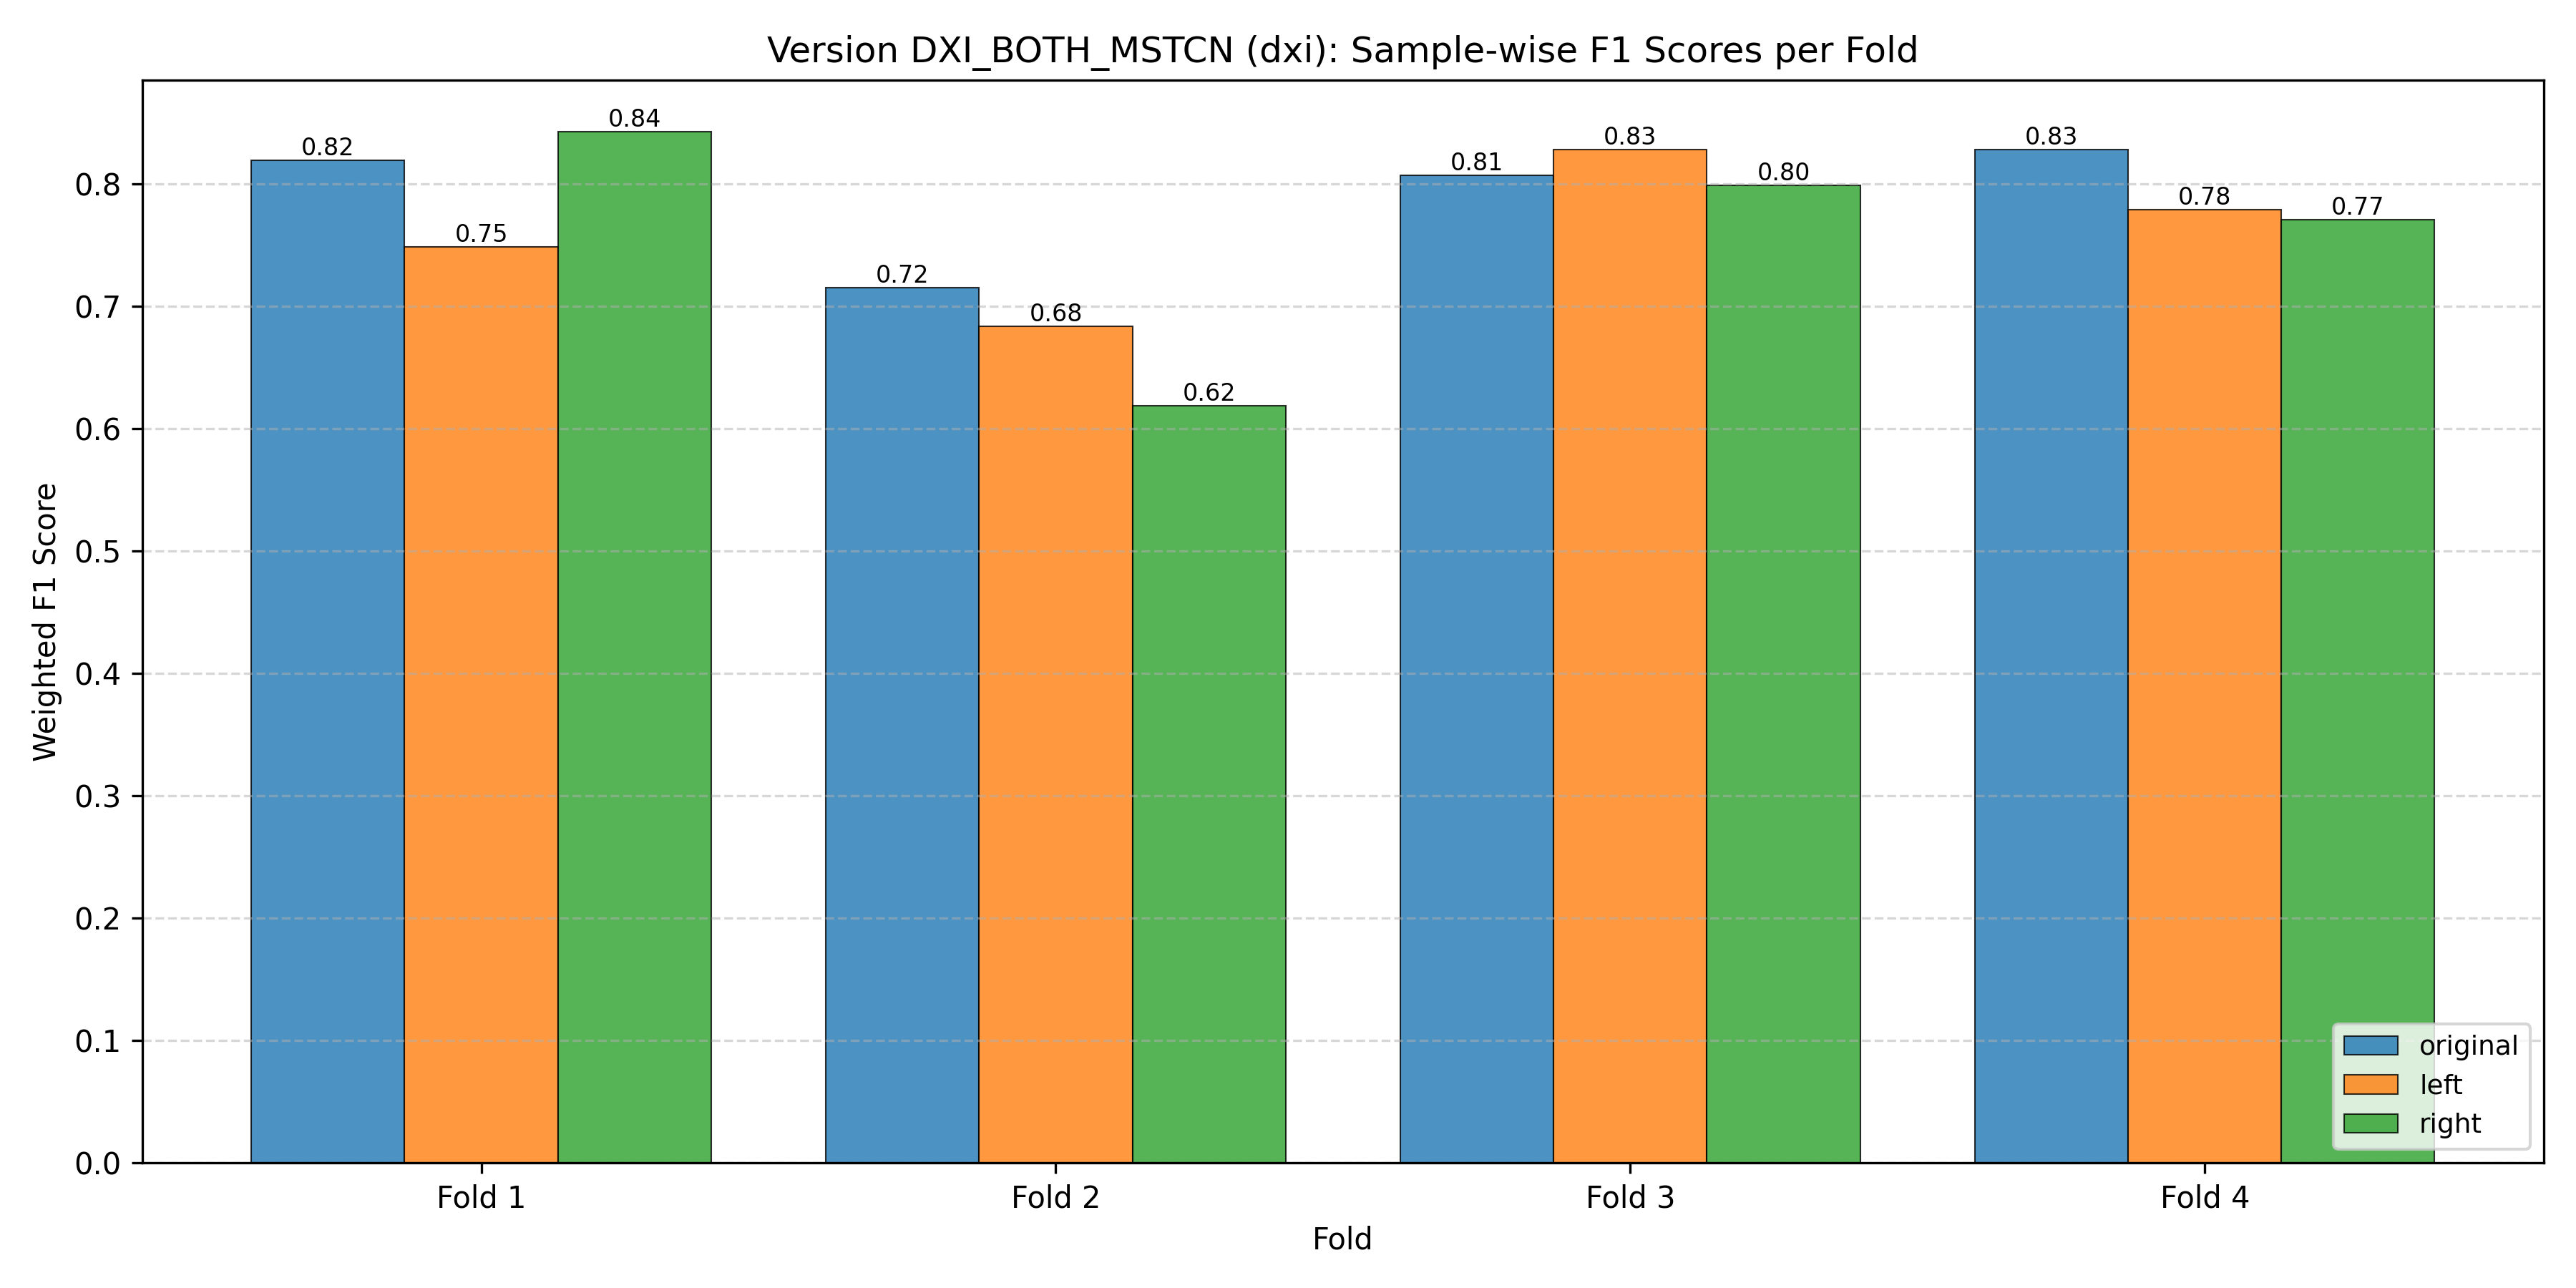 Version DXI_BOTH_MSTCN (dxi): Sample-wise F1 Scores per Fold
Weighted F1 Score
0.8
0.7
0.6
0.5
0.4
0.3
0.2
0.1
0.0
0.82
0.75
0.84
0.72
0.68
0.62
0.81
0.83
0.80
0.83
0.78
0.77
original
left
right
Fold 1
Fold 2
Fold 3
Fold 4
Fold